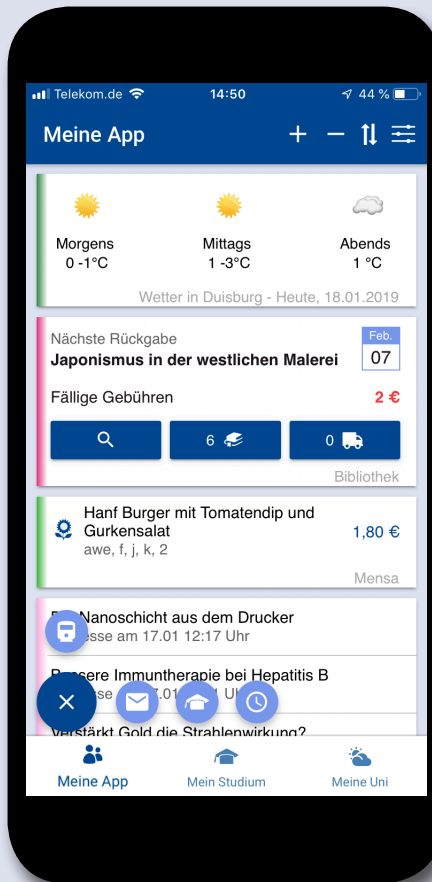 Telekom.de 14:50 44 %
Meine App
Morgens Mittags Abends
0 -1°C 1 -3°C 1 °C
Wetter in Duisburg - Heute, 18.01.2019
Nächste Rückgabe
Feb.
Japonismus in der westlichen Malerei 07
Fällige Gebühren 2 €
6 0
Bibliothek
Hanf Burger mit Tomatendip und
Gurkensalat 1,80 €
awe, f, j, k, 2
Mensa
Nanoschicht aus dem Drucker
am 17.01 12:17 Uhr
Immuntherapie bei Hepatitis B
Verstärkt Gold die Strahlenwirkung?
Meine App Mein Studium Meine Uni